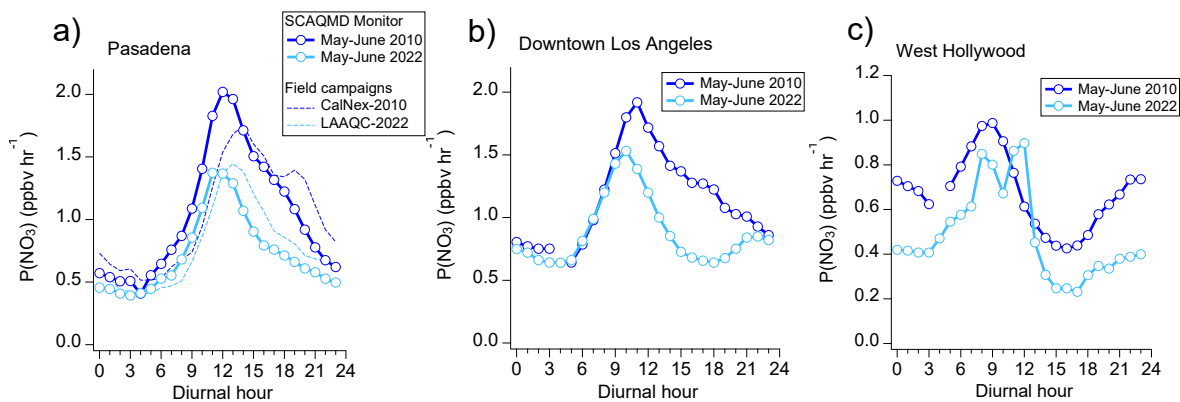 a)
Pasadena
SCAQMD Monitor
May-June 2010
May-June 2022
Field campaigns
CalNex-2010
LAAQC-2022
P(NO₃) (ppbv hr⁻¹)
2.0
1.5
1.0
0.5
0.0
0 3 6 9 12 15 18 21 24
Diurnal hour
b)
Downtown Los Angeles
May-June 2010
May-June 2022
P(NO₃) (ppbv hr⁻¹)
2.0
1.5
1.0
0.5
0.0
0 3 6 9 12 15 18 21 24
Diurnal hour
c)
West Hollywood
May-June 2010
May-June 2022
P(NO₃) (ppbv hr⁻¹)
1.2
1.0
0.8
0.6
0.4
0.2
0.0
0 3 6 9 12 15 18 21 24
Diurnal hour